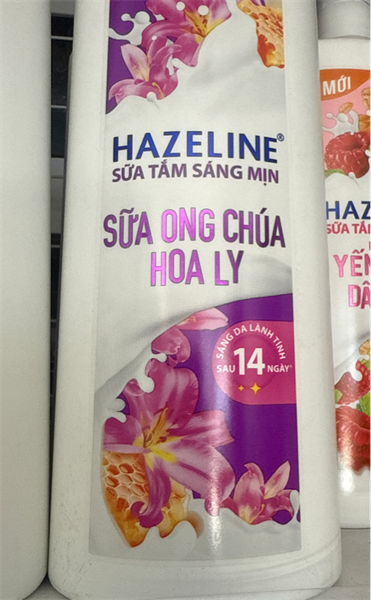 HAZELINE®
SỮA TẮM SÁNG MỊN
SỮA ONG CHÚA
HOA LY
SÁNG DA LÀNH TÍNH
SAU 14 NGÀY*
MỚI
HAZ
SỮA TẮ
YẾN
DÂ